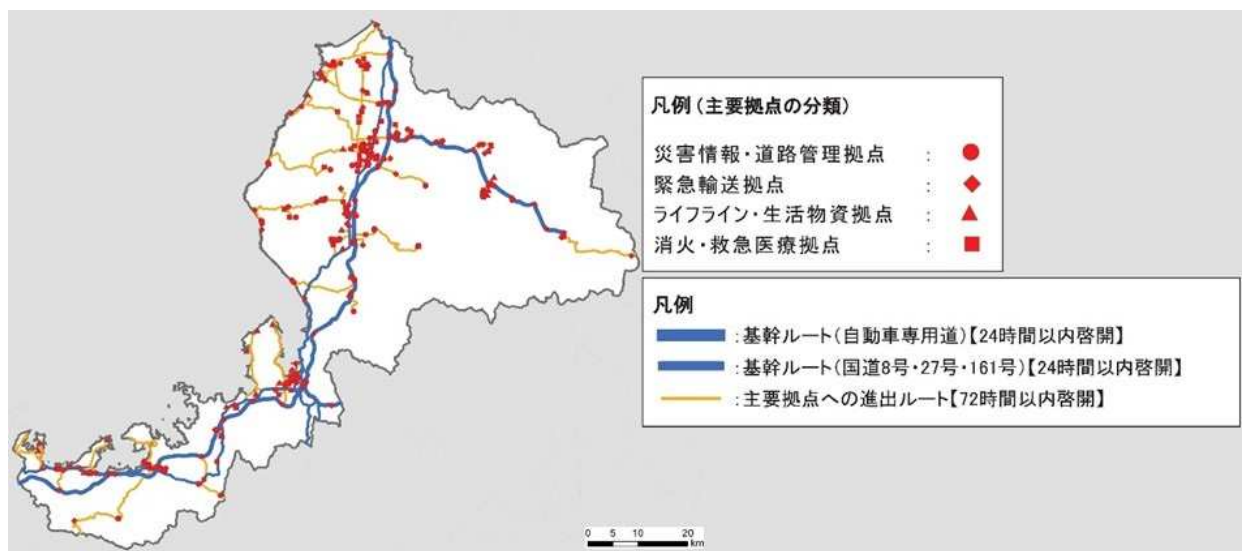 凡例(主要拠点の分類)
災害情報・道路管理拠点 :
緊急輸送拠点 :
ライフライン・生活物資拠点 :
消火・救急医療拠点 :
凡例
:基幹ルート(自動車専用道)【24時間以内啓開】
:基幹ルート(国道8号・27号・161号)【24時間以内啓開】
:主要拠点への進出ルート【72時間以内啓開】
0 5 10 20
km